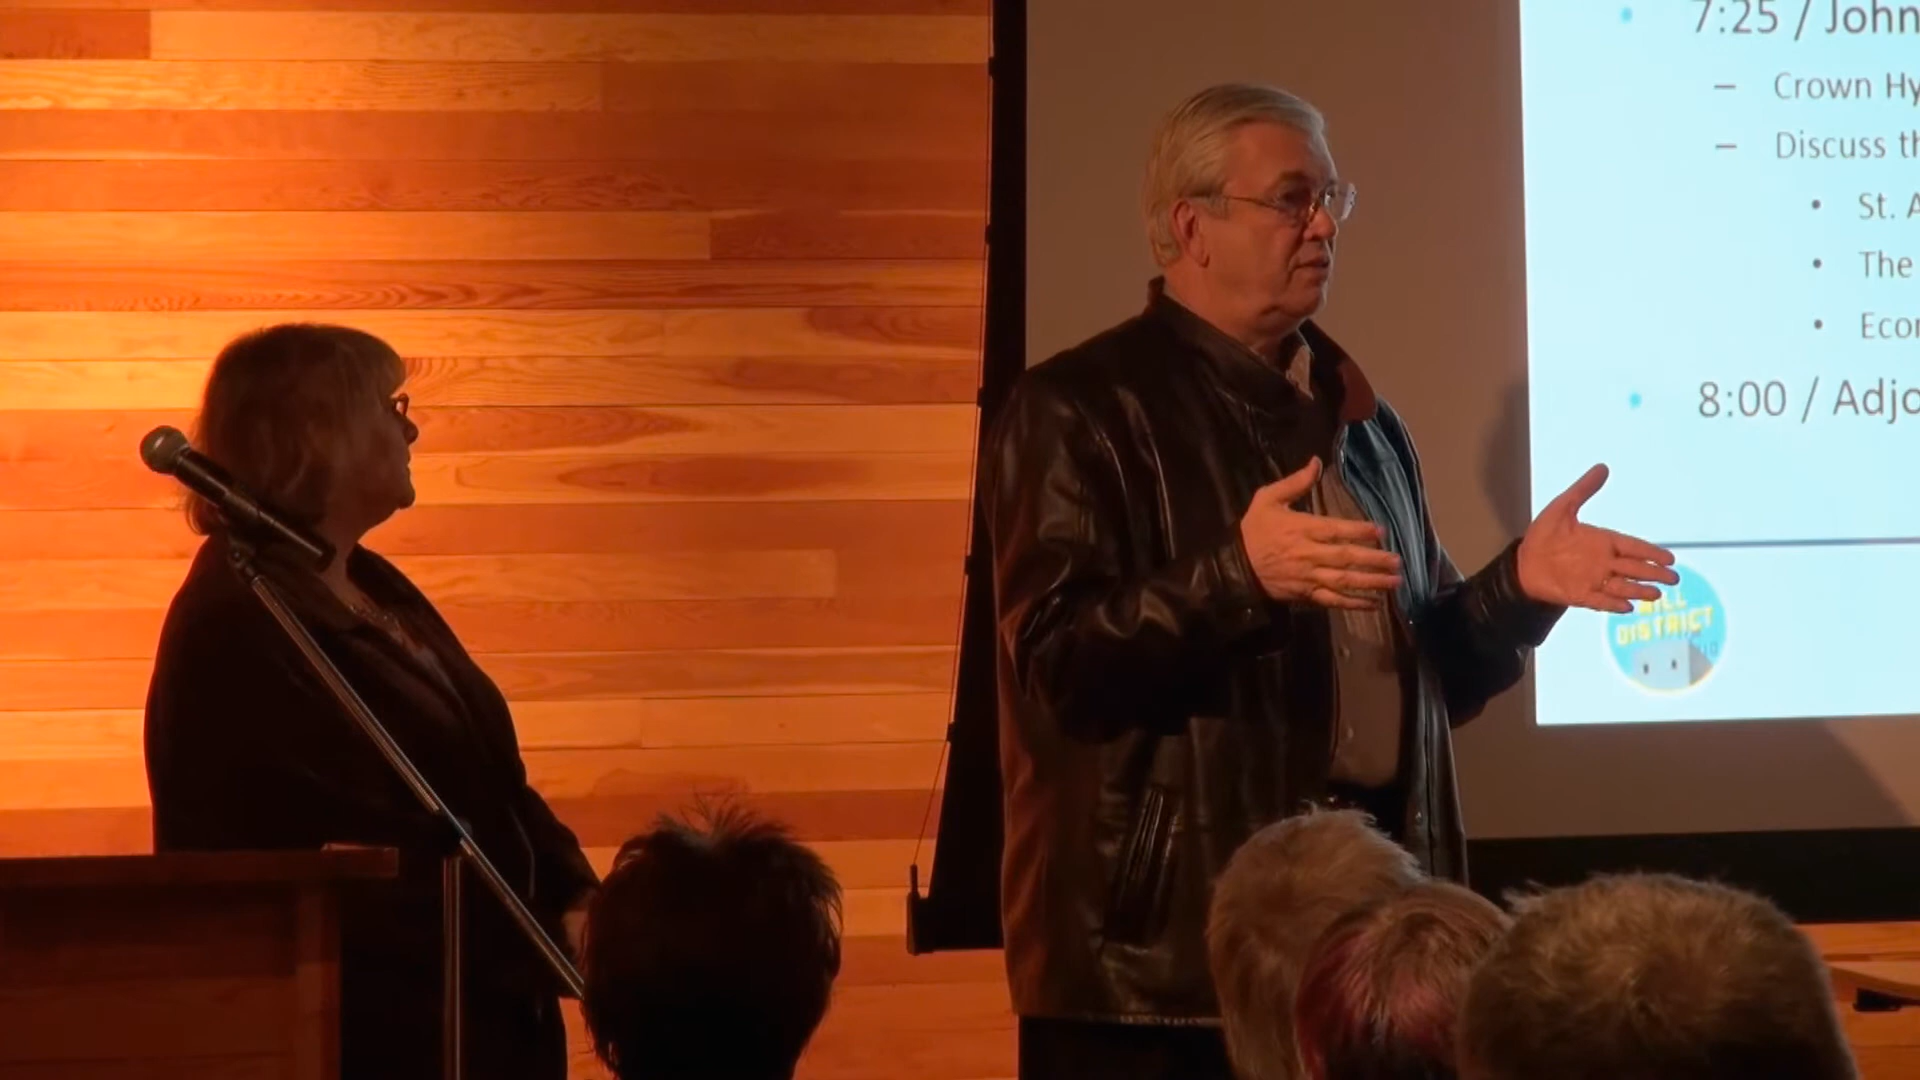 7:25 / John
– Crown Hy
– Discuss th
• St. A
• The
• Econ
8:00 / Adjo
MILL
DISTRICT